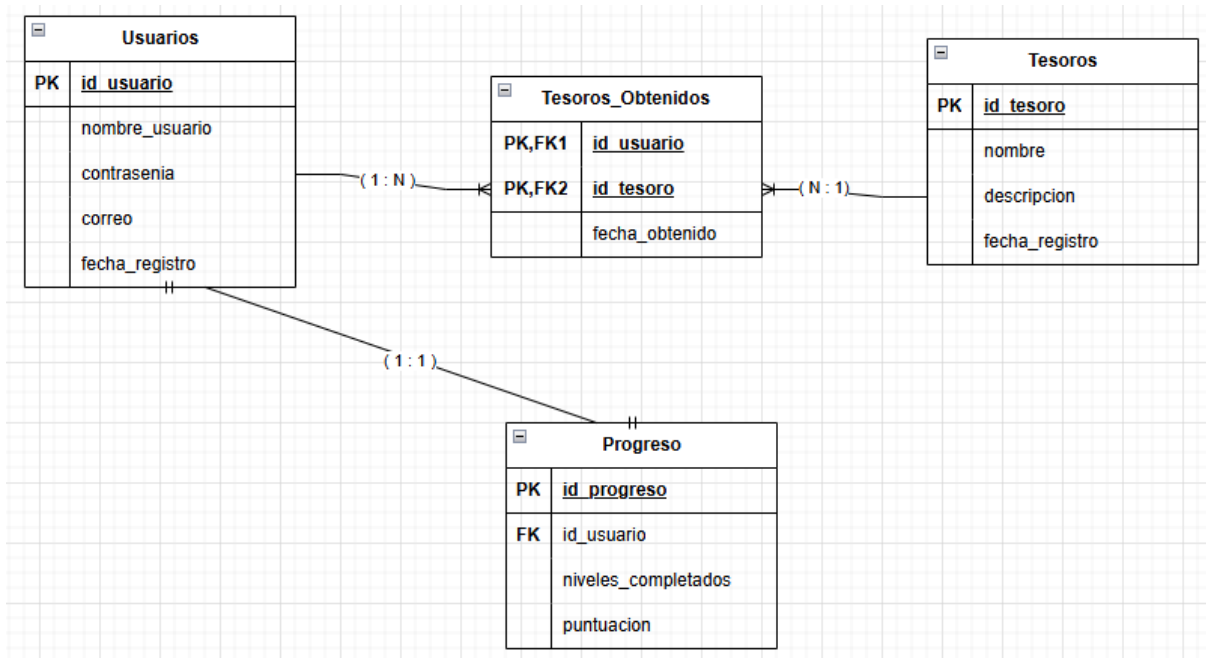 Usuarios
PK id_usuario
nombre_usuario
contrasenia
correo
fecha_registro
( 1 : N )
Tesoros_Obtenidos
PK,FK1 id_usuario
PK,FK2 id_tesoro
fecha_obtenido
( N : 1)
Tesoros
PK id_tesoro
nombre
descripcion
fecha_registro
( 1 : 1 )
Progreso
PK id_progreso
FK id_usuario
niveles_completados
puntuacion